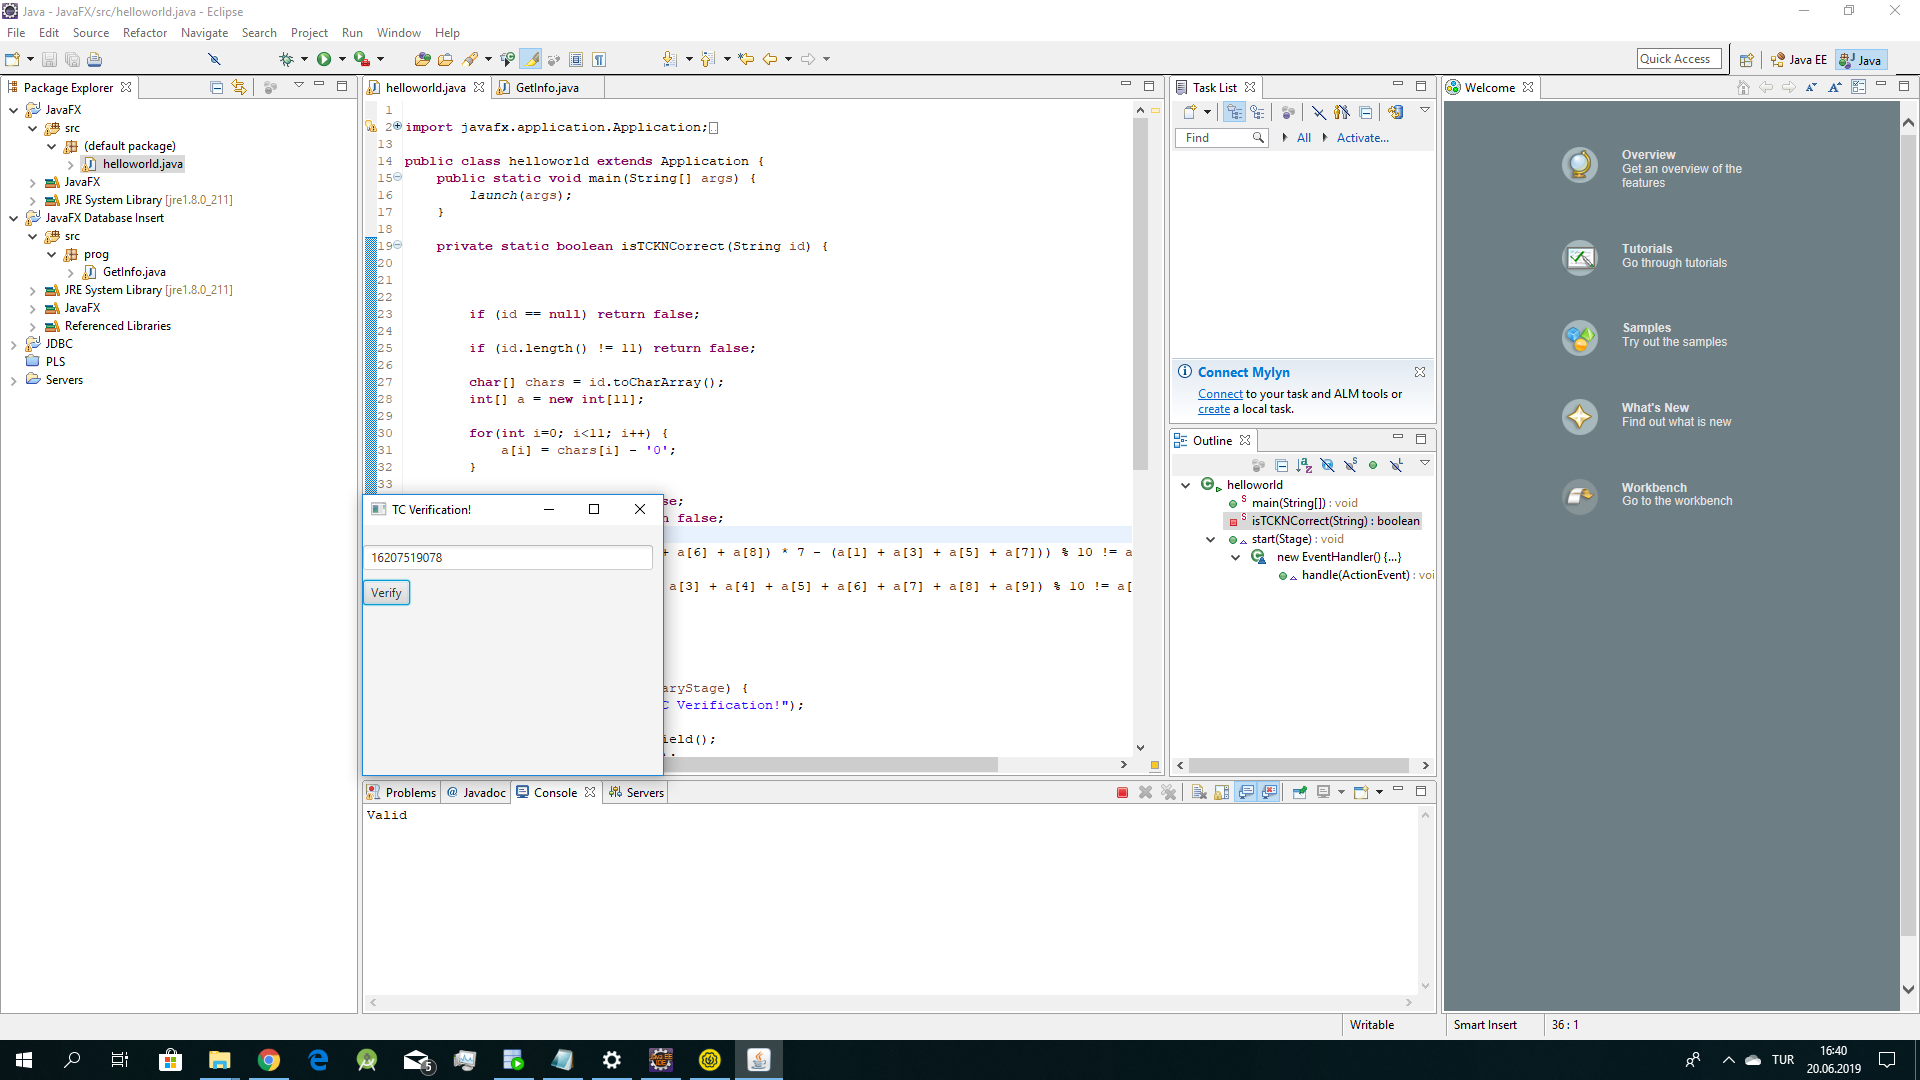 Java - JavaFX/src/helloworld.java - Eclipse
File Edit Source Refactor Navigate Search Project Run Window Help
Quick Access
Java EE
Java
Package Explorer
JavaFX
src
(default package)
helloworld.java
JavaFX
JRE System Library [jre1.8.0_211]
JavaFX Database Insert
src
prog
GetInfo.java
JRE System Library [jre1.8.0_211]
JavaFX
Referenced Libraries
JDBC
PLS
Servers
helloworld.java
GetInfo.java
1
2 import javafx.application.Application;
13
14 public class helloworld extends Application {
15 public static void main(String[] args) {
16 launch(args);
17 }
18
19 private static boolean isTCKNCorrect(String id) {
20
21
22
23 if (id == null) return false;
24
25 if (id.length() != 11) return false;
26
27 char[] chars = id.toCharArray();
28 int[] a = new int[11];
29
30 for(int i=0; i<11; i++) {
31 a[i] = chars[i] - '0';
32 }
33
se;
n false;
+ a[6] + a[8]) * 7 - (a[1] + a[3] + a[5] + a[7])) % 10 != a
a[3] + a[4] + a[5] + a[6] + a[7] + a[8] + a[9]) % 10 != a[
aryStage) {
C Verification!");
ield();
TC Verification!
16207519078
Verify
Problems
@ Javadoc
Console
Servers
Valid
Task List
Find
All
Activate...
Connect Mylyn
Connect to your task and ALM tools or
create a local task.
Outline
helloworld
main(String[]) : void
isTCKNCorrect(String) : boolean
start(Stage) : void
new EventHandler() {...}
handle(ActionEvent) : voi
Welcome
Overview
Get an overview of the
features
Tutorials
Go through tutorials
Samples
Try out the samples
What's New
Find out what is new
Workbench
Go to the workbench
Writable
Smart Insert
36 : 1
5
TUR
16:40
20.06.2019